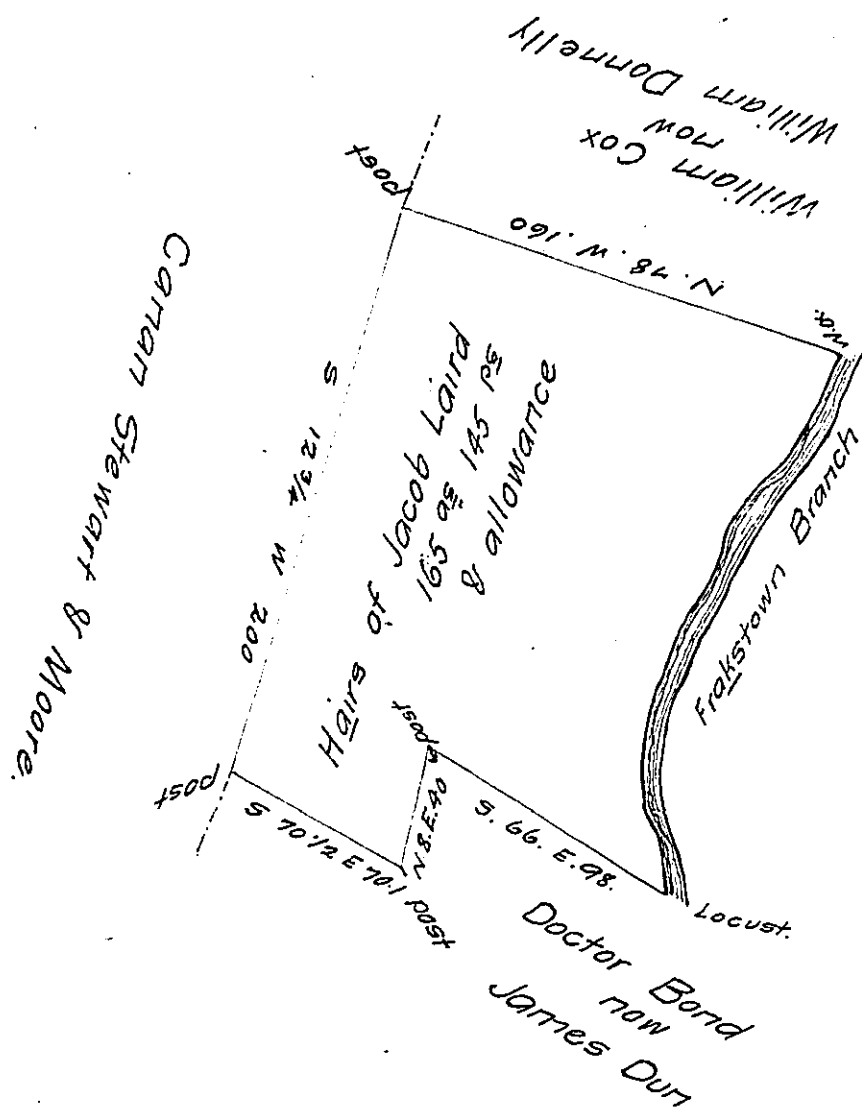 William Cox
now
William Donnelly
post
N. 78. W. 160
W.O.
Canan Stewart & Moore.
S 12 3/4 W 200
Hairs of Jacob Laird
165 as 145 ps
& allowance
Frakstown Branch
post
post
S 70 1/2 E 70.1
post
N.8.E.40
S. 66. E. 98.
Locust.
Doctor Bond
now
James Dun